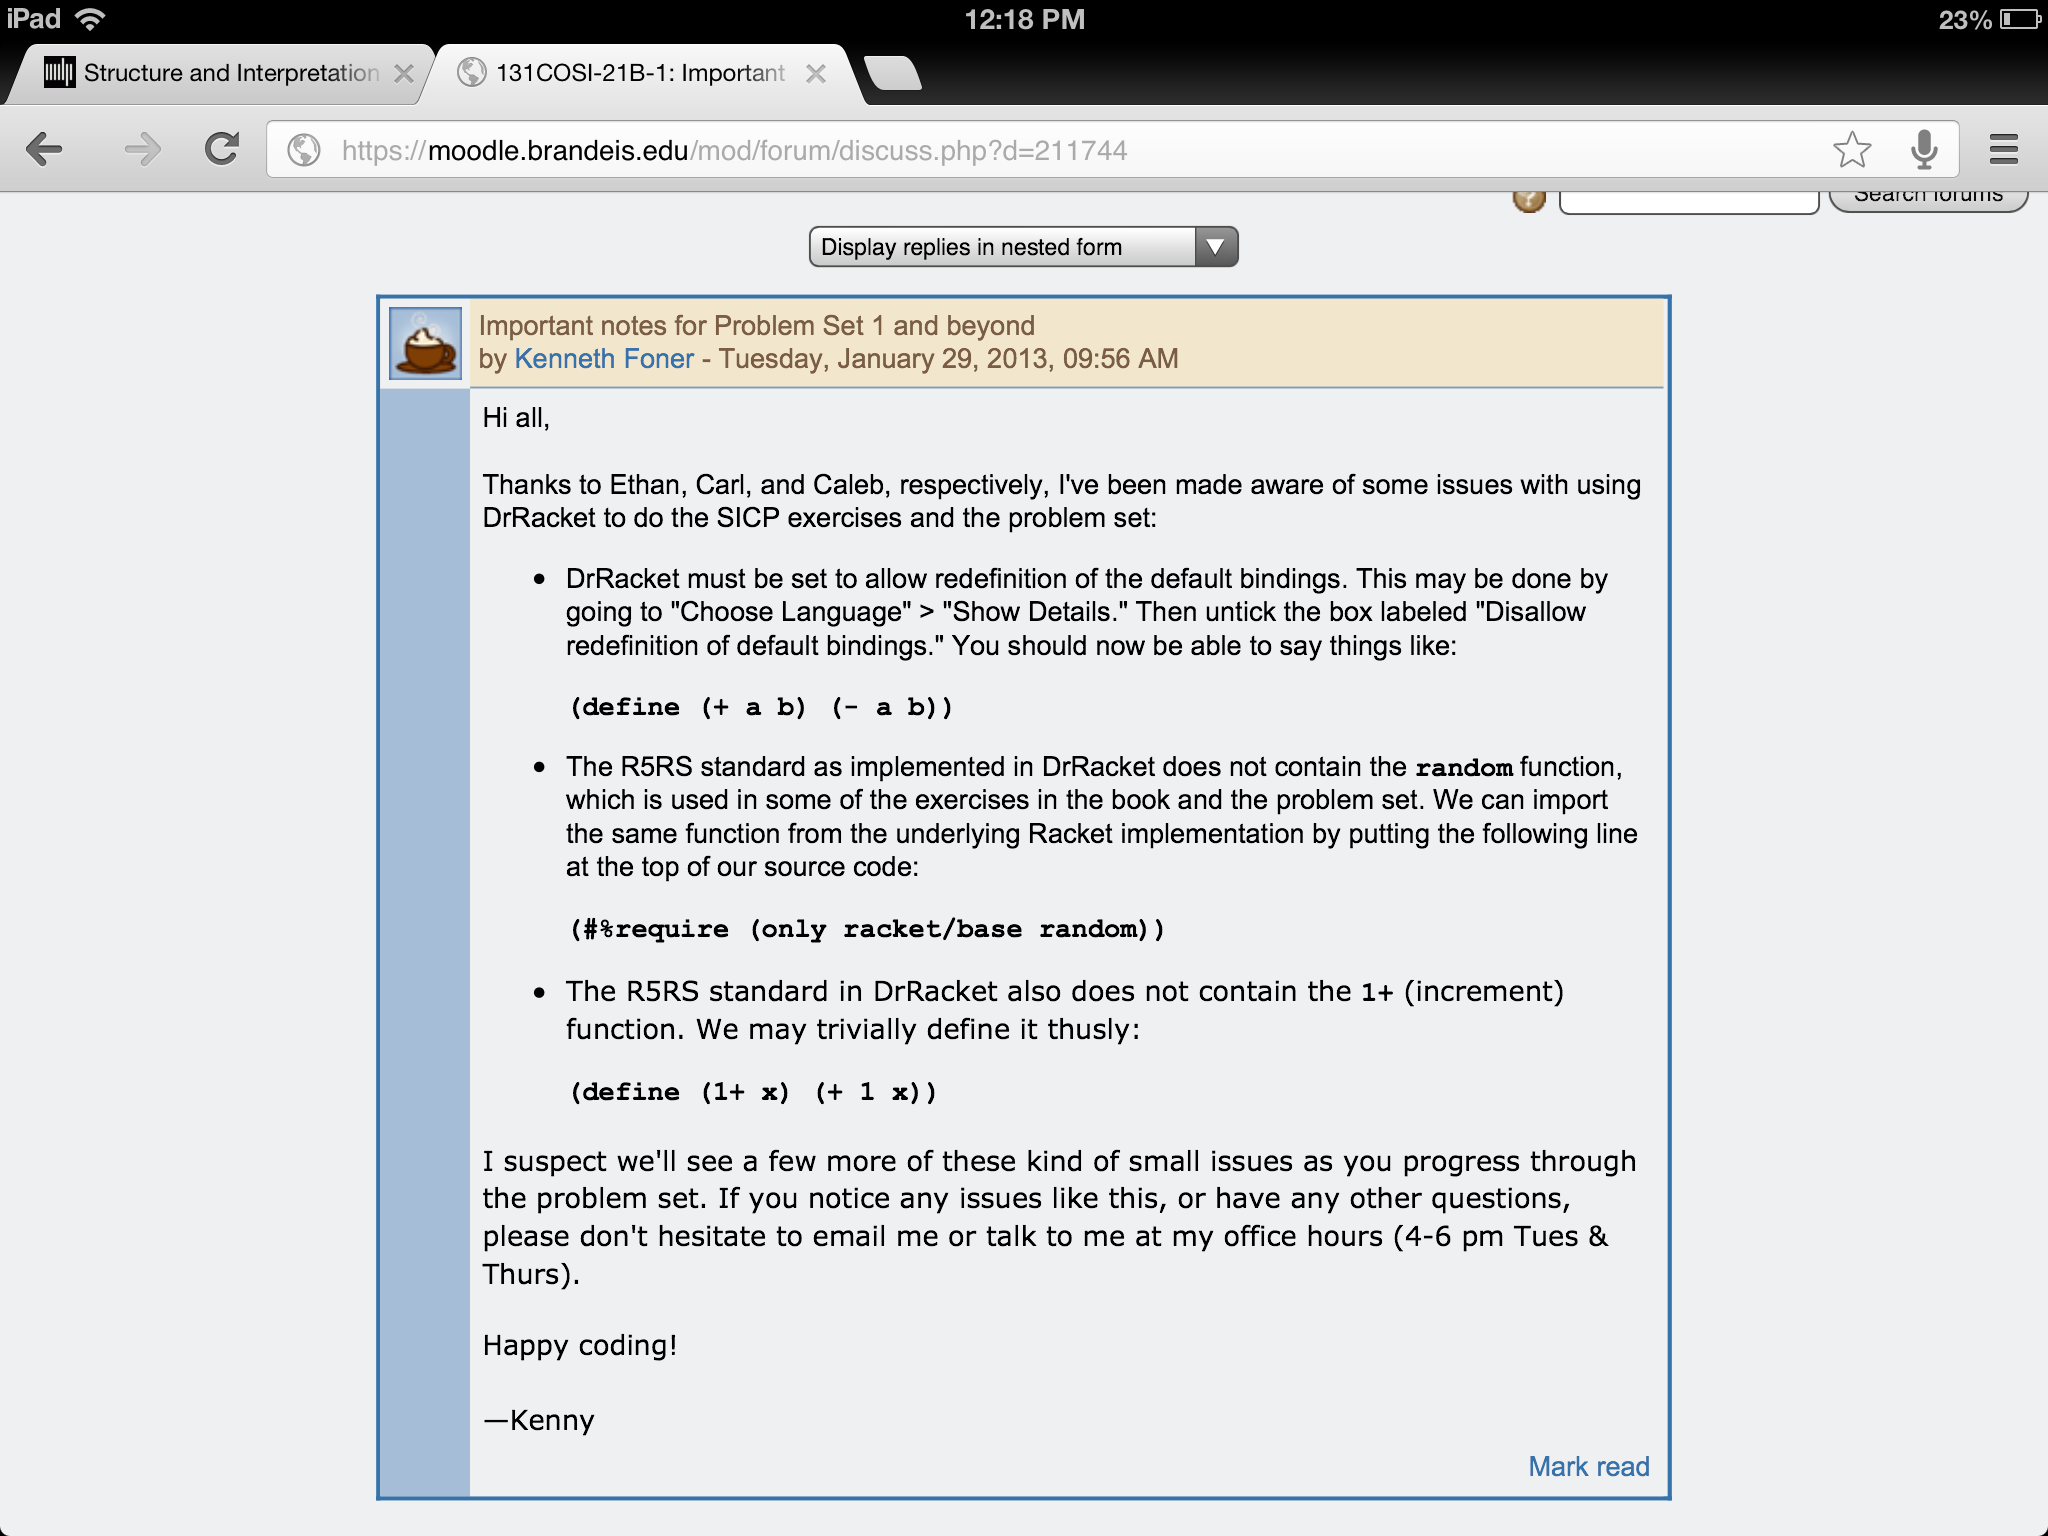 iPad 12:18 PM 23%
Structure and Interpretation 131COSI-21B-1: Important
https://moodle.brandeis.edu/mod/forum/discuss.php?d=211744
Search forums
Display replies in nested form
Important notes for Problem Set 1 and beyond
by Kenneth Foner - Tuesday, January 29, 2013, 09:56 AM
Hi all,
Thanks to Ethan, Carl, and Caleb, respectively, I've been made aware of some issues with using
DrRacket to do the SICP exercises and the problem set:
• DrRacket must be set to allow redefinition of the default bindings. This may be done by
going to "Choose Language" > "Show Details." Then untick the box labeled "Disallow
redefinition of default bindings." You should now be able to say things like:
(define (+ a b) (- a b))
• The R5RS standard as implemented in DrRacket does not contain the random function,
which is used in some of the exercises in the book and the problem set. We can import
the same function from the underlying Racket implementation by putting the following line
at the top of our source code:
(#%require (only racket/base random))
• The R5RS standard in DrRacket also does not contain the 1+ (increment)
function. We may trivially define it thusly:
(define (1+ x) (+ 1 x))
I suspect we'll see a few more of these kind of small issues as you progress through
the problem set. If you notice any issues like this, or have any other questions,
please don't hesitate to email me or talk to me at my office hours (4-6 pm Tues &
Thurs).
Happy coding!
—Kenny
Mark read